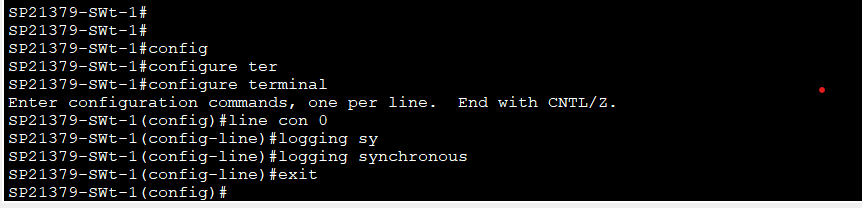 SP21379-SWt-1#
SP21379-SWt-1#
SP21379-SWt-1#config
SP21379-SWt-1#configure ter
SP21379-SWt-1#configure terminal
Enter configuration commands, one per line.  End with CNTL/Z.
SP21379-SWt-1(config)#line con 0
SP21379-SWt-1(config-line)#logging sy
SP21379-SWt-1(config-line)#logging synchronous
SP21379-SWt-1(config-line)#exit
SP21379-SWt-1(config)#